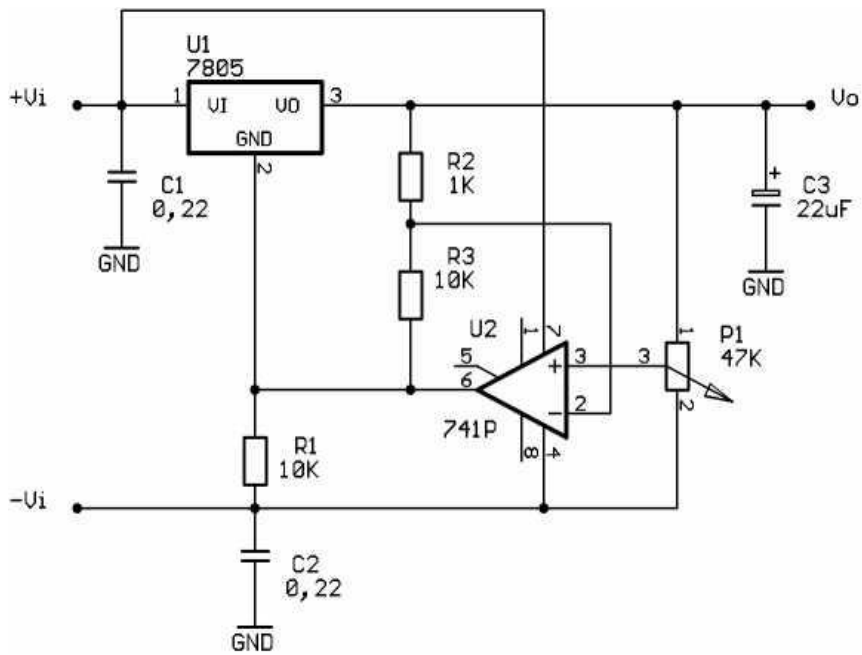 U1
7805
+Vi
1
VI
VO
3
Vo
GND
2
C1
0,22
GND
R2
1K
R3
10K
C3
+
22uF
GND
U2
1
7
5
6
+
3
3
1
P1
47K
2
-
2
741P
8
4
R1
10K
-Vi
C2
0,22
GND